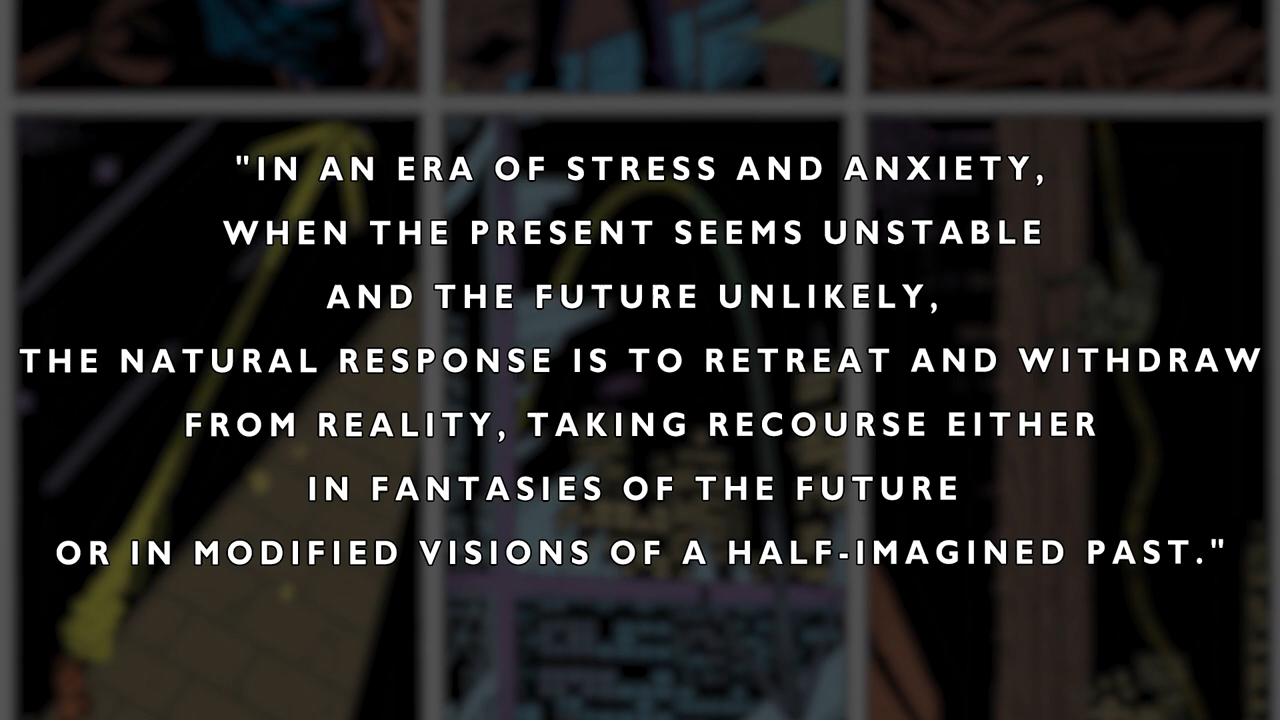 "IN AN ERA OF STRESS AND ANXIETY,
WHEN THE PRESENT SEEMS UNSTABLE
AND THE FUTURE UNLIKELY,
THE NATURAL RESPONSE IS TO RETREAT AND WITHDRAW
FROM REALITY, TAKING RECOURSE EITHER
IN FANTASIES OF THE FUTURE
OR IN MODIFIED VISIONS OF A HALF-IMAGINED PAST."